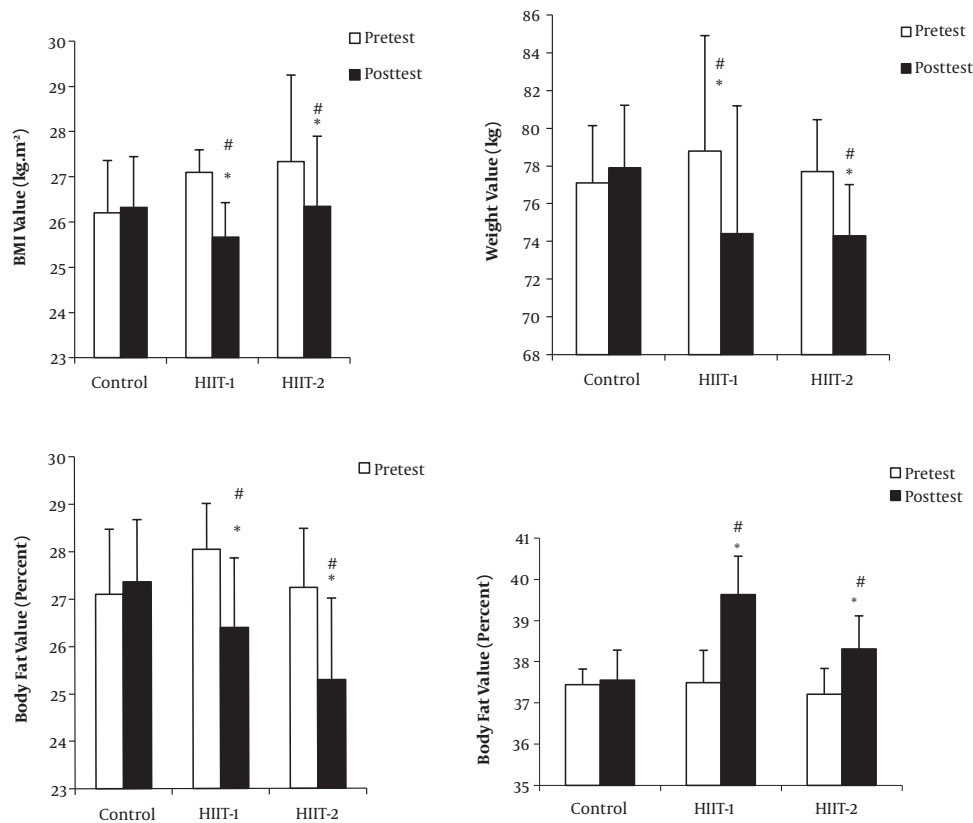 BMI Value (kg.m²)
30
29
28
27
26
25
24
23
Pretest
Posttest
#
*
#
*
Control
HIIT-1
HIIT-2
Weight Value (kg)
86
84
82
80
78
76
74
72
70
68
Pretest
Posttest
#
*
#
*
Control
HIIT-1
HIIT-2
Body Fat Value (Percent)
30
29
28
27
26
25
24
23
Pretest
#
*
#
*
Control
HIIT-1
HIIT-2
Body Fat Value (Percent)
41
40
39
38
37
36
35
Pretest
Posttest
#
*
#
*
Control
HIIT-1
HIIT-2